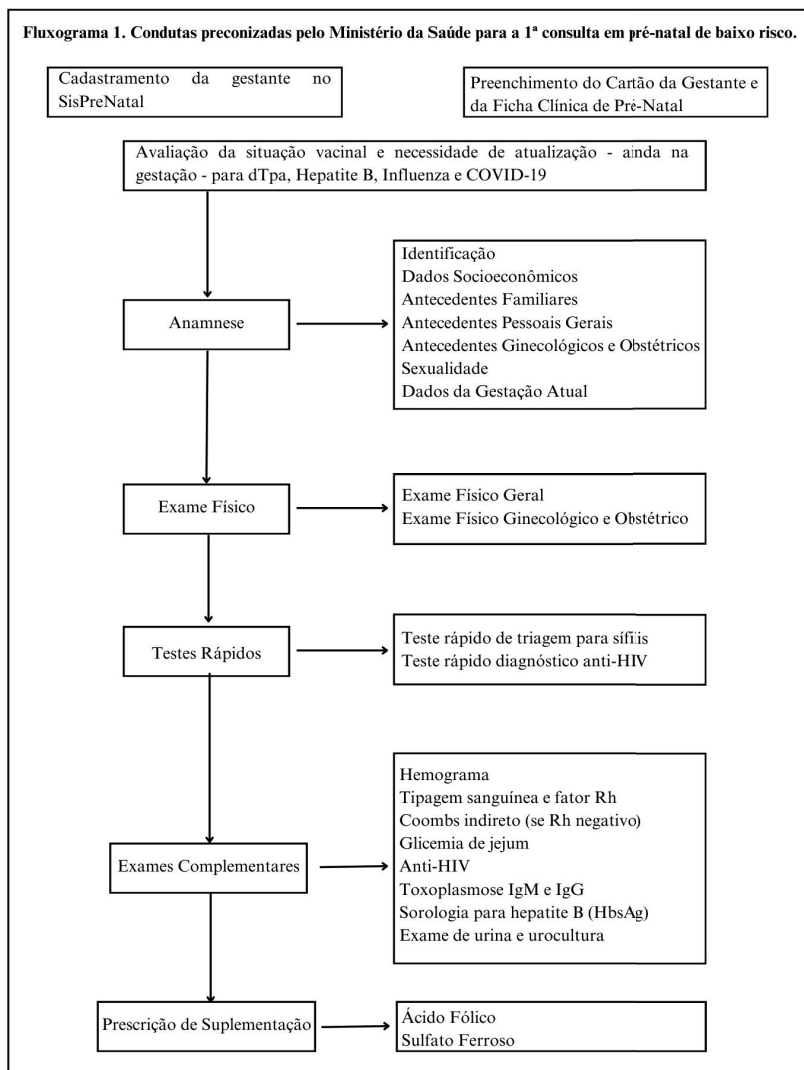 Fluxograma 1. Condutas preconizadas pelo Ministério da Saúde para a 1ª consulta em pré-natal de baixo risco.
Cadastramento da gestante no
SisPreNatal
Preenchimento do Cartão da Gestante e
da Ficha Clínica de Pré-Natal
Avaliação da situação vacinal e necessidade de atualização - ainda na
gestação - para dTpa, Hepatite B, Influenza e COVID-19
Anamnese
Identificação
Dados Socioeconômicos
Antecedentes Familiares
Antecedentes Pessoais Gerais
Antecedentes Ginecológicos e Obstétricos
Sexualidade
Dados da Gestação Atual
Exame Físico
Exame Físico Geral
Exame Físico Ginecológico e Obstétrico
Testes Rápidos
Teste rápido de triagem para sífilis
Teste rápido diagnóstico anti-HIV
Exames Complementares
Hemograma
Tipagem sanguínea e fator Rh
Coombs indireto (se Rh negativo)
Glicemia de jejum
Anti-HIV
Toxoplasmose IgM e IgG
Sorologia para hepatite B (HbsAg)
Exame de urina e urocultura
Prescrição de Suplementação
Ácido Fólico
Sulfato Ferroso